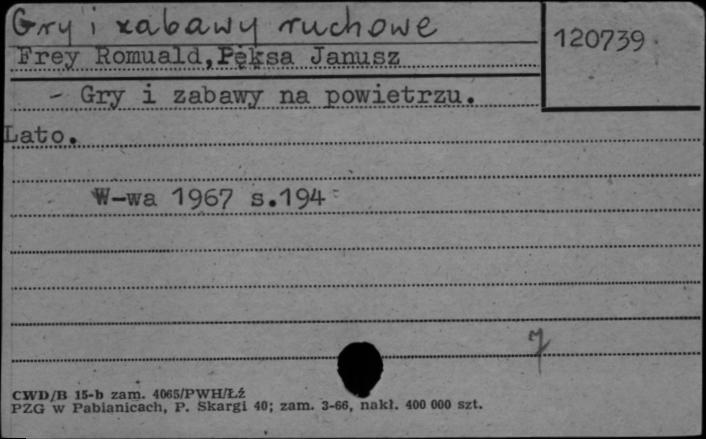 Gry i zabawy ruchowe
120739
Frey Romuald,Pęksa Janusz
- Gry i zabawy na powietrzu.
Lato.
W-wa 1967 s.194
7
CWD/B 15-b zam. 4065/PWH/Łź
PZG w Pabianicach, P. Skargi 40; zam. 3-66, nakł. 400 000 szt.